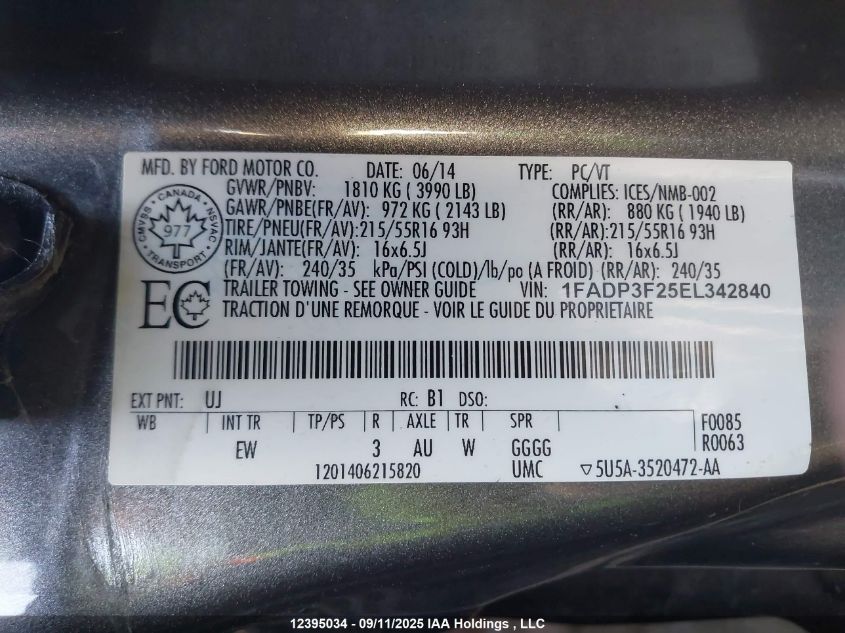 MFD. BY FORD MOTOR CO. DATE: 06/14 TYPE: PC/VT
GVWR/PNBV: 1810 KG ( 3990 LB) COMPLIES: ICES/NMB-002
GAWR/PNBE(FR/AV): 972 KG ( 2143 LB) (RR/AR): 880 KG ( 1940 LB)
TIRE/PNEU(FR/AV):215/55R16 93H (RR/AR):215/55R16 93H
RIM/JANTE(FR/AV): 16x6.5J (RR/AR): 16x6.5J
(FR/AV): 240/35 kPa/PSI (COLD)/lb/po (A FROID) (RR/AR): 240/35
TRAILER TOWING - SEE OWNER GUIDE VIN: 1FADP3F25EL342840
TRACTION D'UNE REMORQUE - VOIR LE GUIDE DU PROPRIETAIRE
CANADA
CMVSS 977 NSVAC
TRANSPORT
EC
EXT PNT: UJ RC: B1 DSO:
WB INT TR TP/PS R AXLE TR SPR F0085
EW 3 AU W GGGG R0063
1201406215820 UMC ▽5U5A-3520472-AA
12395034 - 09/11/2025 IAA Holdings , LLC